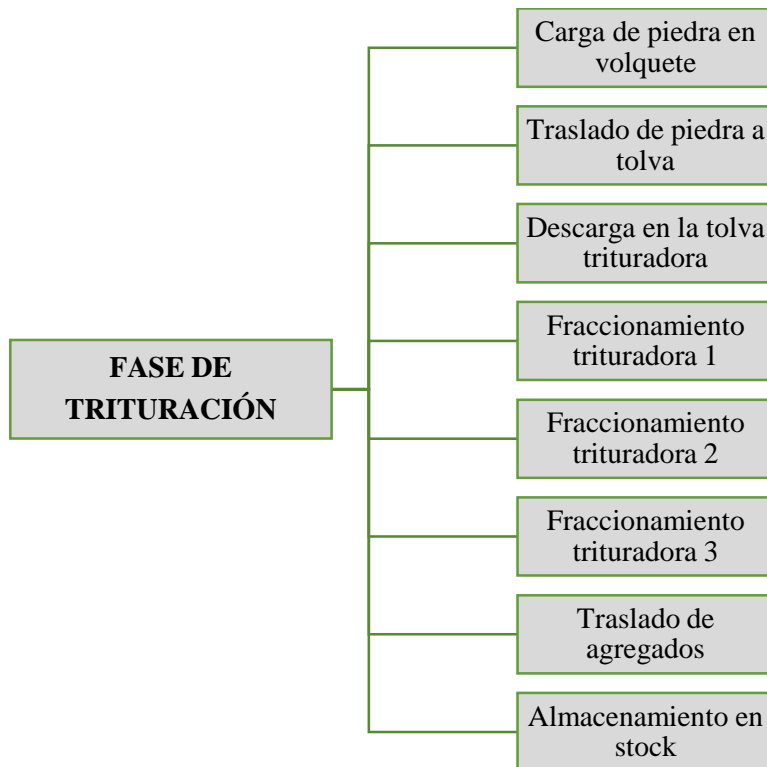 FASE DE
TRITURACIÓN
Carga de piedra en
volquete
Traslado de piedra a
tolva
Descarga en la tolva
trituradora
Fraccionamiento
trituradora 1
Fraccionamiento
trituradora 2
Fraccionamiento
trituradora 3
Traslado de
agregados
Almacenamiento en
stock